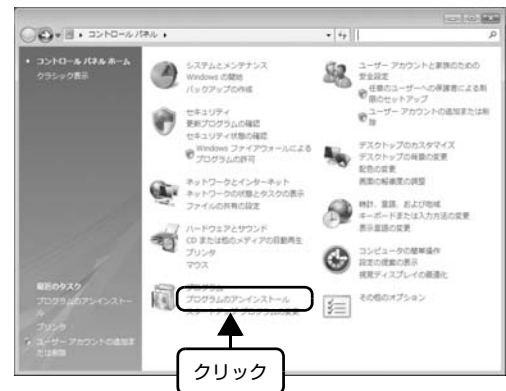 コントロール パネル
コントロール パネル ホーム
クラシック表示
最近のタスク
プログラムのアンインストール
プリンタ
ユーザー アカウントの追加または削除
システムとメンテナンス
Windows の開始
バックアップの作成
セキュリティ
更新プログラムの確認
セキュリティ状態の確認
Windows ファイアウォールによる
プログラムの許可
ネットワークとインターネット
ネットワークの状態とタスクの表示
ファイルの共有の設定
ハードウェアとサウンド
CD または他のメディアの自動再生
プリンタ
マウス
プログラム
プログラムのアンインストール
スタートアップ プログラムの変更
ユーザー アカウントと家族のための
安全設定
任意のユーザーへの保護者による制
限のセットアップ
ユーザー アカウントの追加または削
除
デスクトップのカスタマイズ
デスクトップの背景の変更
配色の変更
画面の解像度の調整
時計、言語、および地域
キーボードまたは入力方法の変更
表示言語の変更
コンピュータの簡単操作
設定の提案の表示
視覚ディスプレイの最適化
その他のオプション
クリック